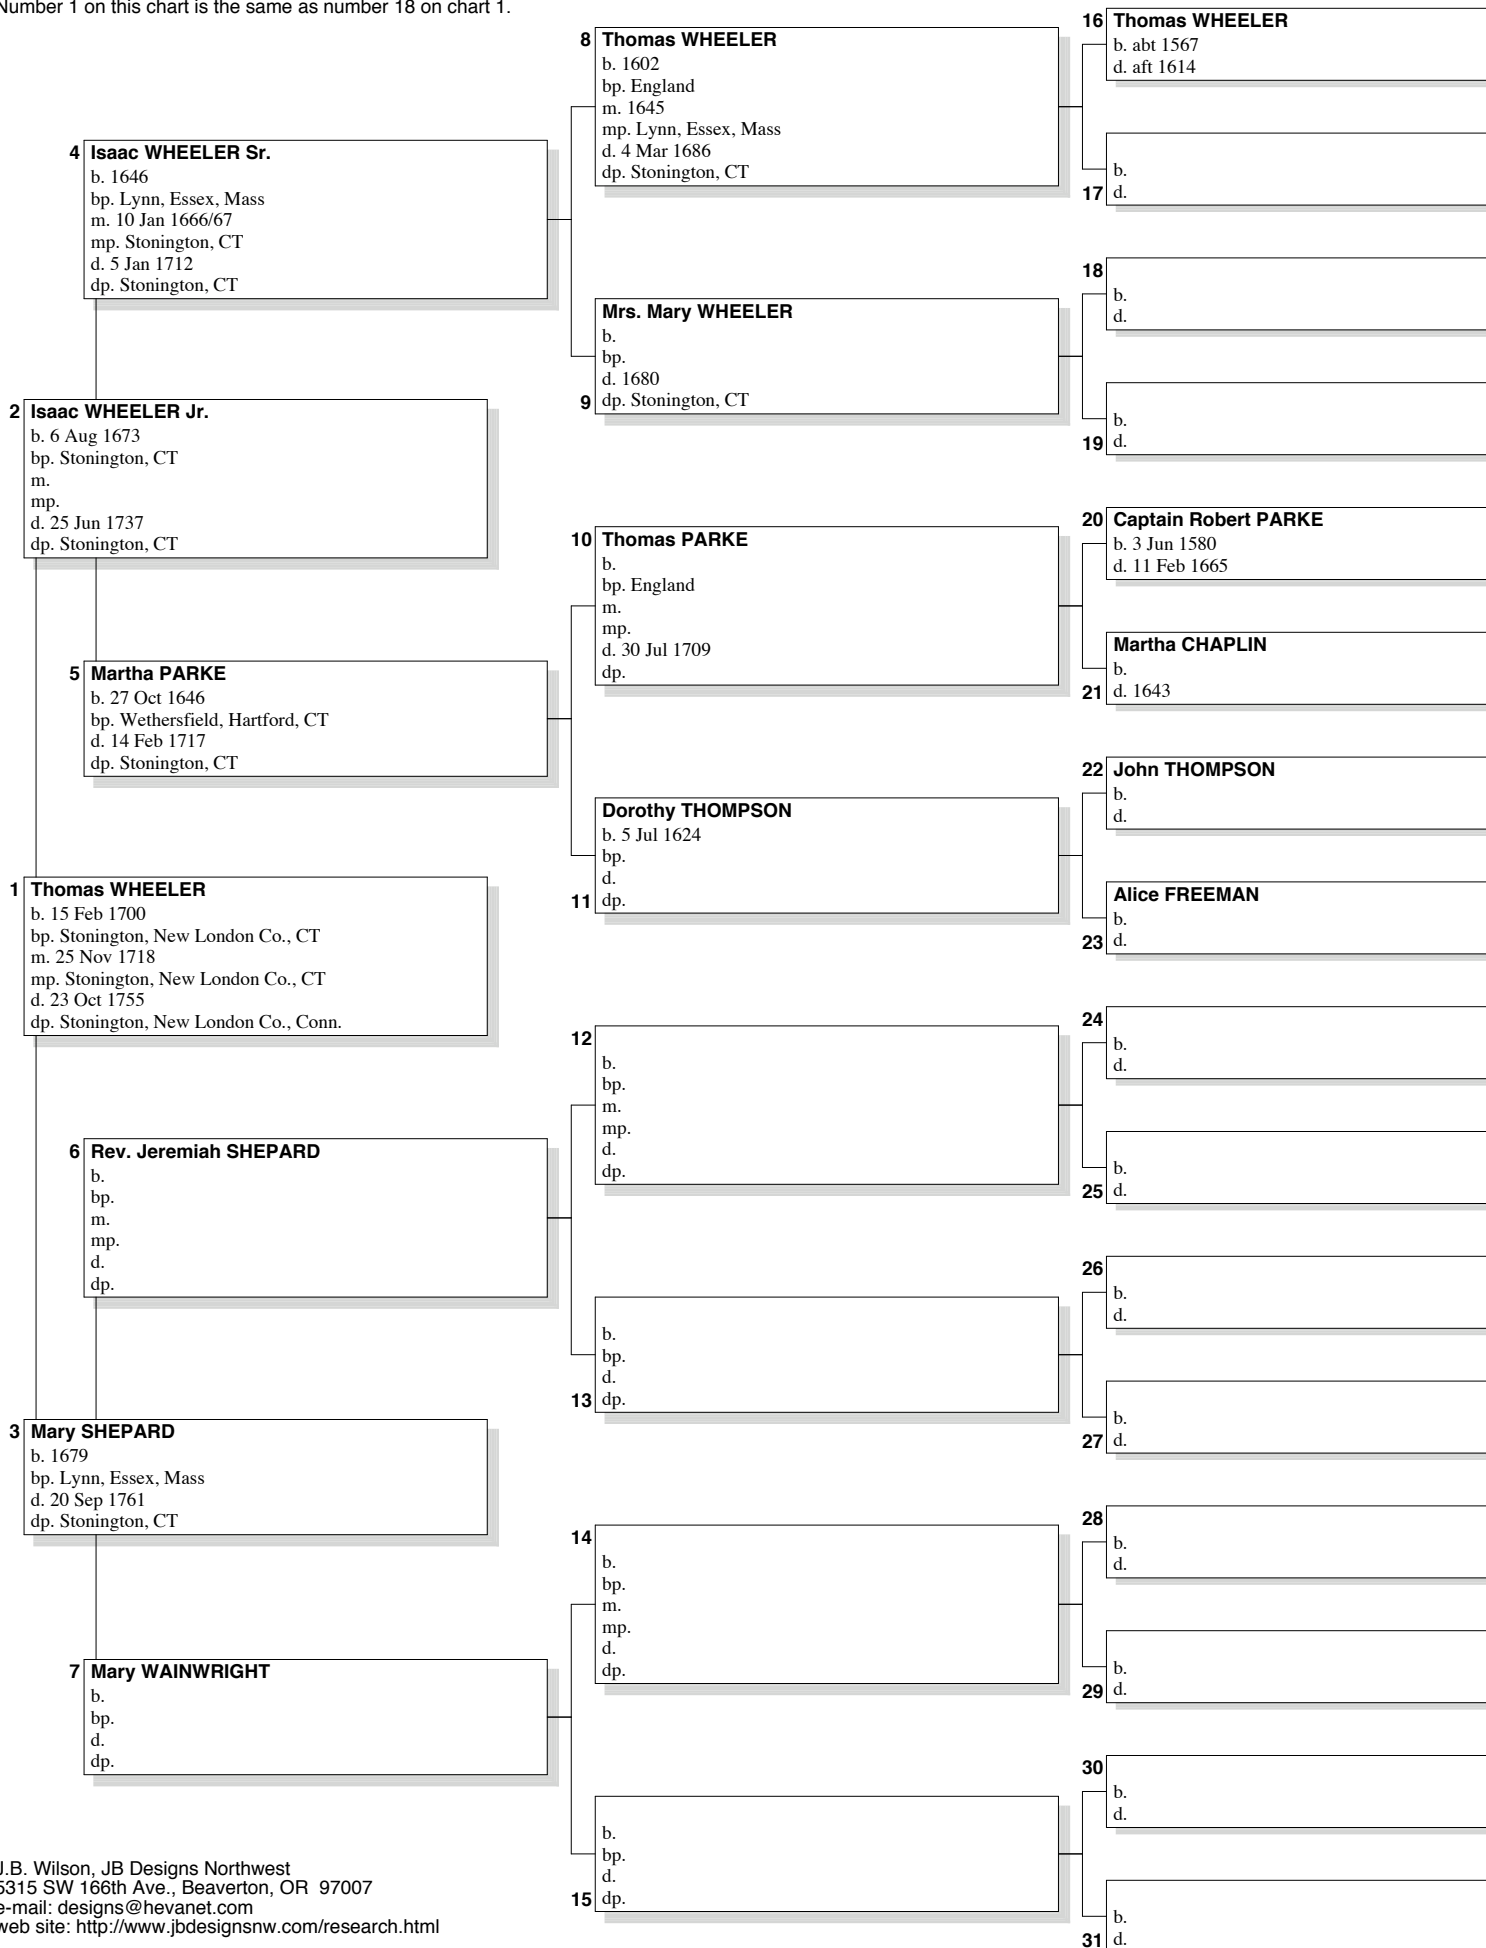 Number 1 on this chart is the same as number 18 on chart 1.
16 Thomas WHEELER
b. abt 1567
d. aft 1614
8 Thomas WHEELER
b. 1602
bp. England
m. 1645
mp. Lynn, Essex, Mass
d. 4 Mar 1686
dp. Stonington, CT
b.
17 d.
4 Isaac WHEELER Sr.
b. 1646
bp. Lynn, Essex, Mass
m. 10 Jan 1666/67
mp. Stonington, CT
d. 5 Jan 1712
dp. Stonington, CT
18
b.
d.
Mrs. Mary WHEELER
b.
bp.
d. 1680
9 dp. Stonington, CT
b.
19 d.
2 Isaac WHEELER Jr.
b. 6 Aug 1673
bp. Stonington, CT
m.
mp.
d. 25 Jun 1737
dp. Stonington, CT
20 Captain Robert PARKE
b. 3 Jun 1580
d. 11 Feb 1665
10 Thomas PARKE
b.
bp. England
m.
mp.
d. 30 Jul 1709
dp.
Martha CHAPLIN
b.
21 d. 1643
5 Martha PARKE
b. 27 Oct 1646
bp. Wethersfield, Hartford, CT
d. 14 Feb 1717
dp. Stonington, CT
22 John THOMPSON
b.
d.
Dorothy THOMPSON
b. 5 Jul 1624
bp.
d.
11 dp.
Alice FREEMAN
b.
23 d.
1 Thomas WHEELER
b. 15 Feb 1700
bp. Stonington, New London Co., CT
m. 25 Nov 1718
mp. Stonington, New London Co., CT
d. 23 Oct 1755
dp. Stonington, New London Co., Conn.
24
b.
d.
12
b.
bp.
m.
mp.
d.
dp.
b.
25 d.
6 Rev. Jeremiah SHEPARD
b.
bp.
m.
mp.
d.
dp.
26
b.
d.
b.
bp.
d.
13 dp.
b.
27 d.
3 Mary SHEPARD
b. 1679
bp. Lynn, Essex, Mass
d. 20 Sep 1761
dp. Stonington, CT
28
b.
d.
14
b.
bp.
m.
mp.
d.
dp.
b.
29 d.
7 Mary WAINWRIGHT
b.
bp.
d.
dp.
30
b.
d.
b.
bp.
d.
15 dp.
b.
31 d.
J.B. Wilson, JB Designs Northwest
5315 SW 166th Ave., Beaverton, OR 97007
e-mail: designs@hevanet.com
web site: http://www.jbdesignsnw.com/research.html